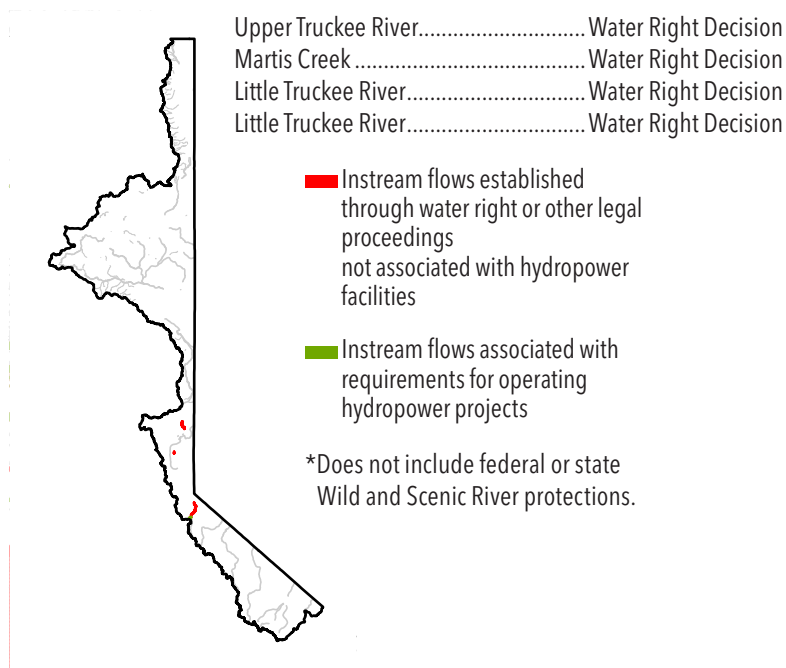 Upper Truckee River............................. Water Right Decision
Martis Creek ........................................ Water Right Decision
Little Truckee River............................... Water Right Decision
Little Truckee River............................... Water Right Decision
Instream flows established
through water right or other legal
proceedings
not associated with hydropower
facilities
Instream flows associated with
requirements for operating
hydropower projects
*Does not include federal or state
Wild and Scenic River protections.